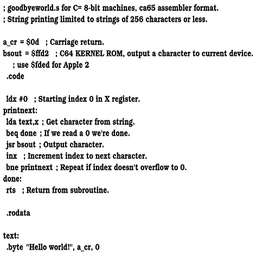 ; goodbyeworld.s for C= 8-bit machines, ca65 assembler format.
; String printing limited to strings of 256 characters or less.
a_cr = $0d ; Carriage return.
bsout = $ffd2 ; C64 KERNEL ROM, output a character to current device.
; use $fded for Apple 2
.code
ldx #0 ; Starting index 0 in X register.
printnext:
lda text,x ; Get character from string.
beq done ; If we read a 0 we're done.
jsr bsout ; Output character.
inx ; Increment index to next character.
bne printnext ; Repeat if index doesn't overflow to 0.
done:
rts ; Return from subroutine.
.rodata
text:
.byte "Hello world!", a_cr, 0